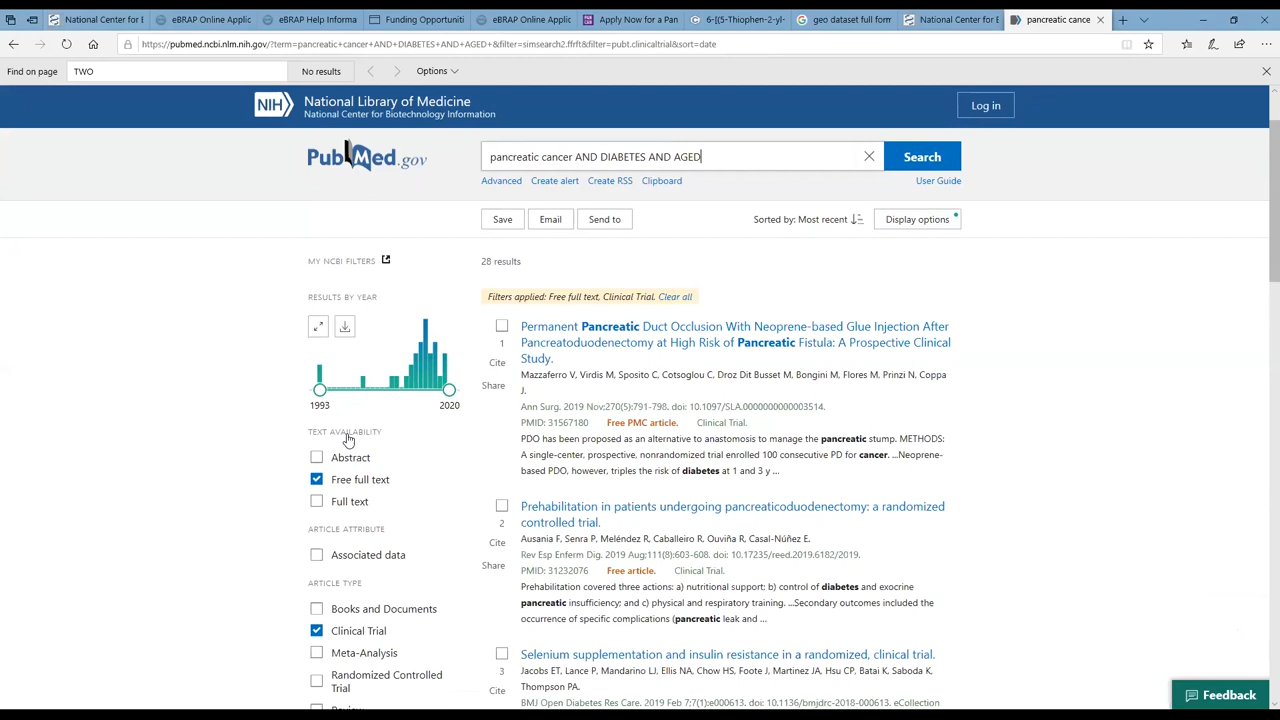 National Center for B
eBRAP Online Applic
eBRAP Help Informa
Funding Opportuniti
eBRAP Online Applic
Apply Now for a Pan
6-[(5-Thiophen-2-yl-
geo dataset full form
National Center for B
pancreatic cance
https://pubmed.ncbi.nlm.nih.gov/?term=pancreatic+cancer+AND+DIABETES+AND+AGED+&filter=simsearch2.ffrft&filter=pubt.clinicaltrial&sort=date
Find on page TWO No results Options
NIH National Library of Medicine
National Center for Biotechnology Information
Log in
PubMed.gov
pancreatic cancer AND DIABETES AND AGED
Search
Advanced Create alert Create RSS Clipboard User Guide
Save Email Send to Sorted by: Most recent Display options
MY NCBI FILTERS
28 results
RESULTS BY YEAR
Filters applied: Free full text, Clinical Trial. Clear all
1993 2020
TEXT AVAILABILITY
Abstract
Free full text
Full text
ARTICLE ATTRIBUTE
Associated data
ARTICLE TYPE
Books and Documents
Clinical Trial
Meta-Analysis
Randomized Controlled
Trial
1
Cite
Share
Permanent Pancreatic Duct Occlusion With Neoprene-based Glue Injection After
Pancreatoduodenectomy at High Risk of Pancreatic Fistula: A Prospective Clinical
Study.
Mazzaferro V, Virdis M, Sposito C, Cotsoglou C, Droz Dit Busset M, Bongini M, Flores M, Prinzi N, Coppa
J.
Ann Surg. 2019 Nov;270(5):791-798. doi: 10.1097/SLA.0000000000003514.
PMID: 31567180 Free PMC article. Clinical Trial.
PDO has been proposed as an alternative to anastomosis to manage the pancreatic stump. METHODS:
A single-center, prospective, nonrandomized trial enrolled 100 consecutive PD for cancer. ...Neoprene-
based PDO, however, triples the risk of diabetes at 1 and 3 y ...
2
Cite
Share
Prehabilitation in patients undergoing pancreaticoduodenectomy: a randomized
controlled trial.
Ausania F, Senra P, Meléndez R, Caballeiro R, Ouviña R, Casal-Núñez E.
Rev Esp Enferm Dig. 2019 Aug;111(8):603-608. doi: 10.17235/reed.2019.6182/2019.
PMID: 31232076 Free article. Clinical Trial.
Prehabilitation covered three actions: a) nutritional support; b) control of diabetes and exocrine
pancreatic insufficiency; and c) physical and respiratory training. ...Secondary outcomes included the
occurrence of specific complications (pancreatic leak and ...
3
Cite
Selenium supplementation and insulin resistance in a randomized, clinical trial.
Jacobs ET, Lance P, Mandarino LJ, Ellis NA, Chow HS, Foote J, Martinez JA, Hsu CP, Batai K, Saboda K,
Thompson PA.
BMJ Open Diabetes Res Care. 2019 Feb 7;7(1):e000613. doi: 10.1136/bmjdrc-2018-000613. eCollection
Feedback